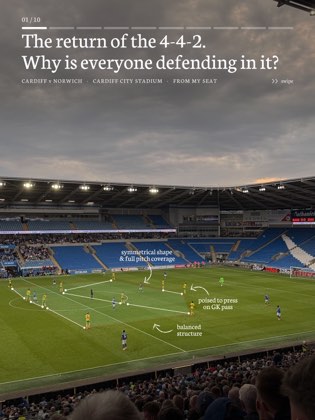 01 / 10
The return of the 4-4-2.
Why is everyone defending in it?
CARDIFF v NORWICH · CARDIFF CITY STADIUM · FROM MY SEAT
>> swipe
symmetrical shape
& full pitch coverage
poised to press
on GK pass
balanced
structure